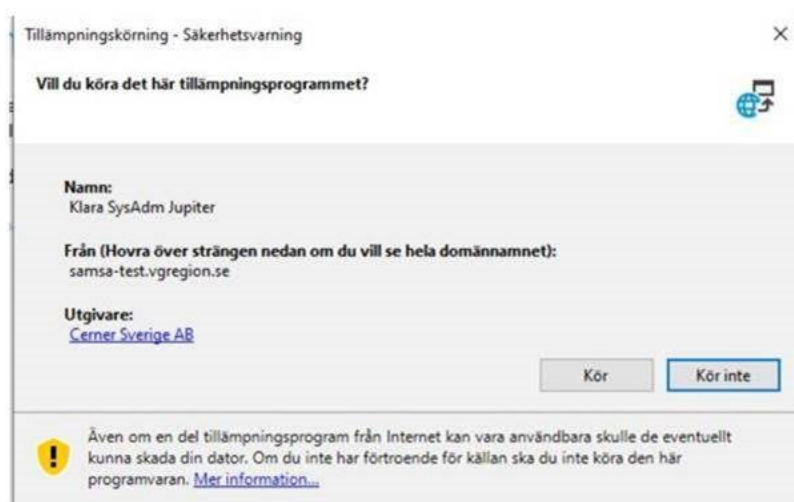 Tillämpningskörning - Säkerhetsvarning
Vill du köra det här tillämpningsprogrammet?
Namn:
Klara SysAdm Jupiter
Från (Hovra över strängen nedan om du vill se hela domännamnet):
samsa-test.vgregion.se
Utgivare:
Cerner Sverige AB
Kör
Kör inte
Även om en del tillämpningsprogram från Internet kan vara användbara skulle de eventuellt
kunna skada din dator. Om du inte har förtroende för källan ska du inte köra den här
programvaran. Mer information...